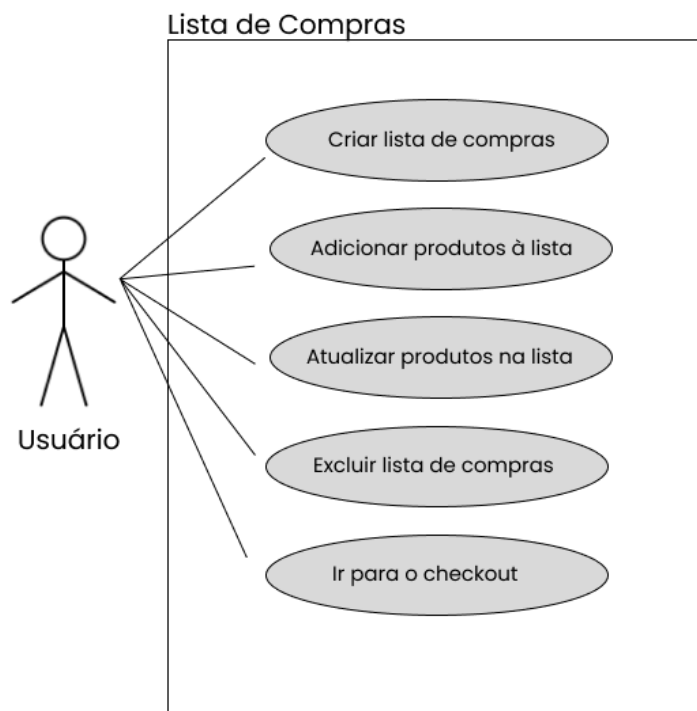 Lista de Compras
Criar lista de compras
Adicionar produtos à lista
Atualizar produtos na lista
Usuário
Excluir lista de compras
Ir para o checkout